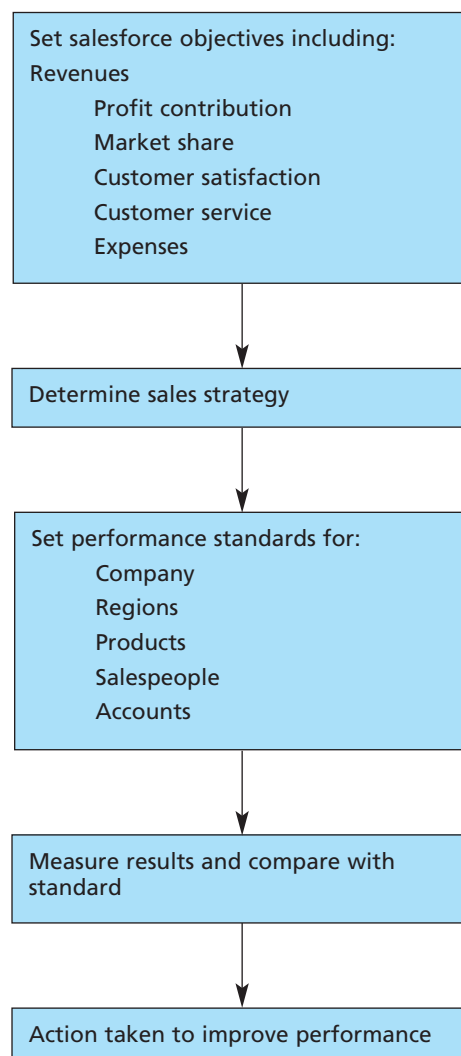 Set salesforce objectives including:
Revenues
Profit contribution
Market share
Customer satisfaction
Customer service
Expenses
Determine sales strategy
Set performance standards for:
Company
Regions
Products
Salespeople
Accounts
Measure results and compare with
standard
Action taken to improve performance